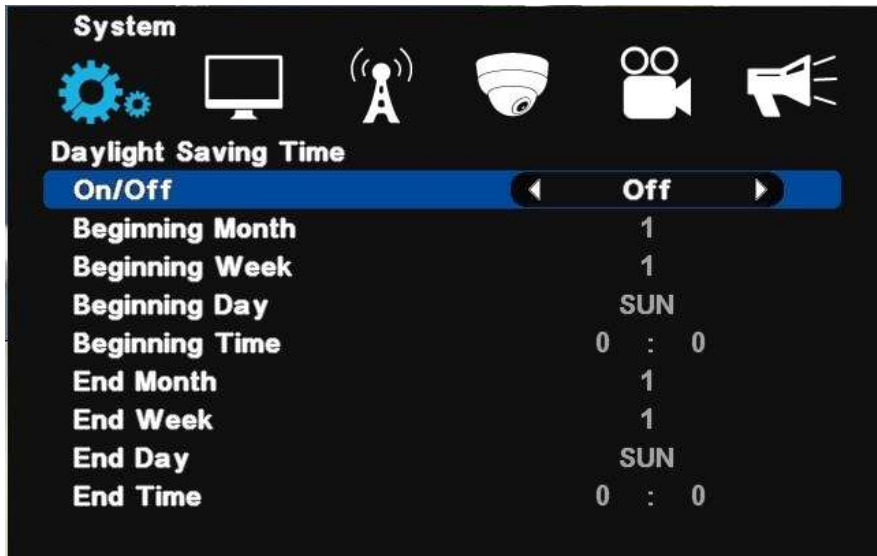 System
Daylight Saving Time
On/Off Off
Beginning Month 1
Beginning Week 1
Beginning Day SUN
Beginning Time 0 : 0
End Month 1
End Week 1
End Day SUN
End Time 0 : 0